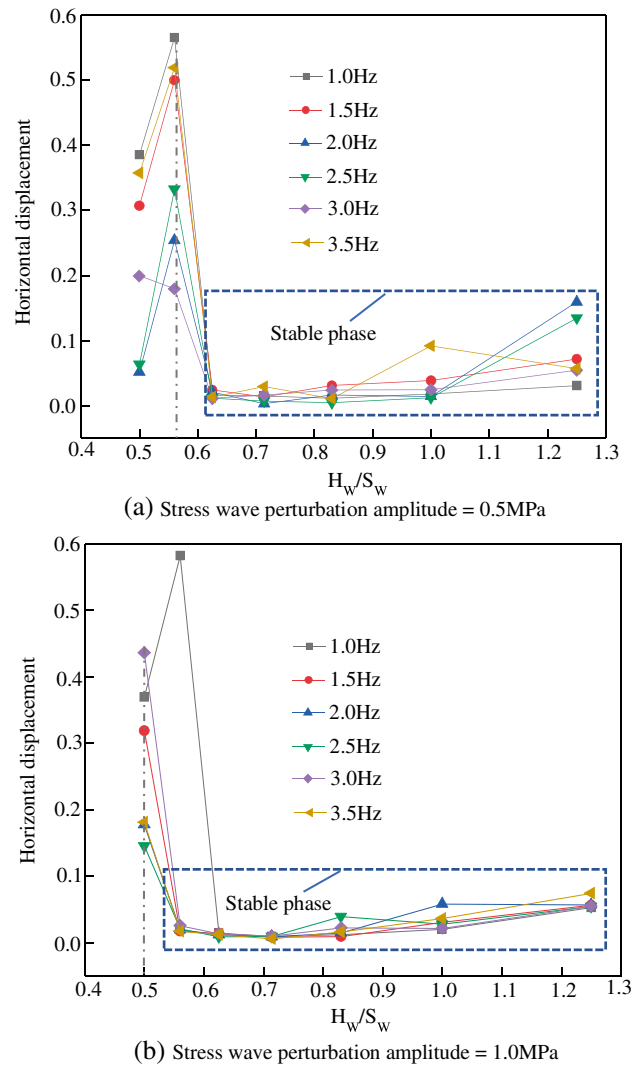 0.6
0.5
0.4
0.3
0.2
0.1
0.0
Horizontal displacement
1.0Hz
1.5Hz
2.0Hz
2.5Hz
3.0Hz
3.5Hz
Stable phase
0.4 0.5 0.6 0.7 0.8 0.9 1.0 1.1 1.2 1.3
H_W/S_W
(a) Stress wave perturbation amplitude = 0.5MPa
0.6
0.5
0.4
0.3
0.2
0.1
0.0
Horizontal displacement
1.0Hz
1.5Hz
2.0Hz
2.5Hz
3.0Hz
3.5Hz
Stable phase
0.4 0.5 0.6 0.7 0.8 0.9 1.0 1.1 1.2 1.3
H_W/S_W
(b) Stress wave perturbation amplitude = 1.0MPa